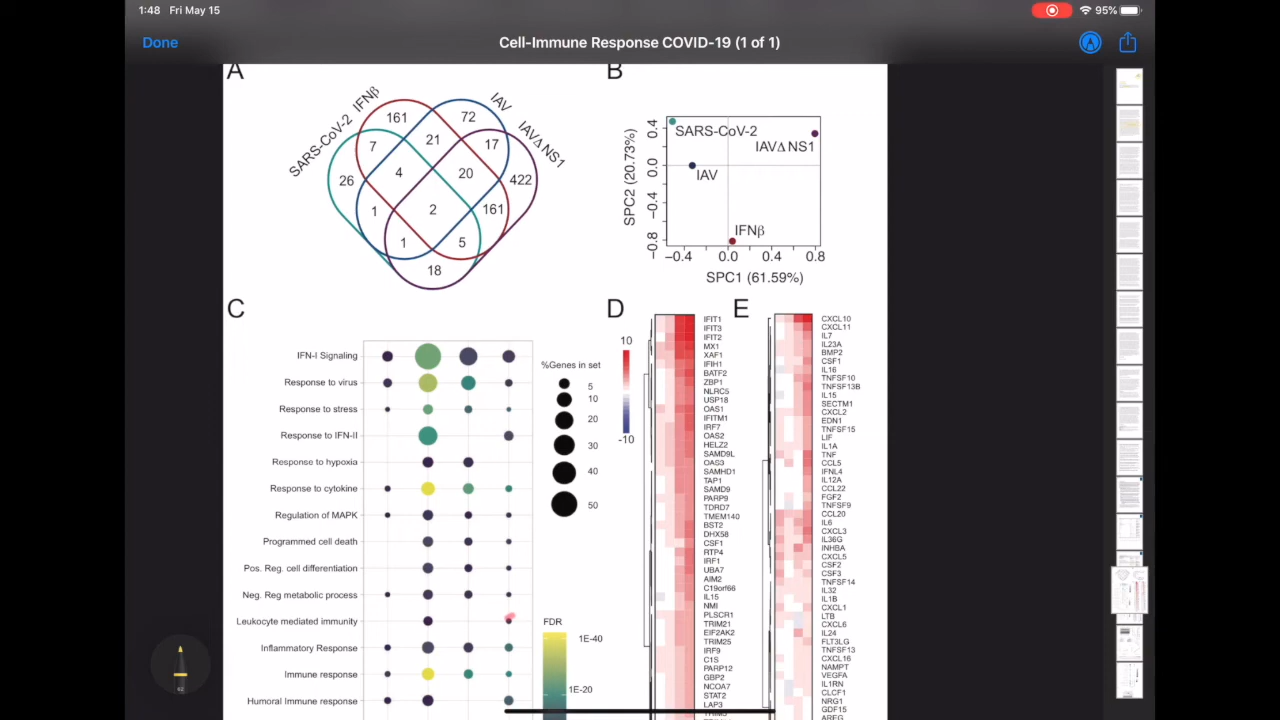 1:48 Fri May 15
95%
Done
Cell-Immune Response COVID-19 (1 of 1)
A
SARS-CoV-2
IFNβ
IAV
IAVΔNS1
161
72
7
21
17
26
4
20
422
1
2
161
1
5
18
B
SPC2 (20.73%)
0.4
0.0
−0.4
−0.8
SARS-CoV-2
IAVΔNS1
IAV
IFNβ
−0.4
0.0
0.4
0.8
SPC1 (61.59%)
C
IFN-I Signaling
Response to virus
Response to stress
Response to IFN-II
Response to hypoxia
Response to cytokine
Regulation of MAPK
Programmed cell death
Pos. Reg. cell differentiation
Neg. Reg metabolic process
Leukocyte mediated immunity
Inflammatory Response
Immune response
Humoral Immune response
%Genes in set
5
10
20
30
40
50
FDR
1E-40
1E-20
D
10
-10
IFIT1
IFIT3
IFIT2
MX1
XAF1
IFIH1
BATF2
ZBP1
NLRC5
USP18
OAS1
IFITM1
IRF7
OAS2
HELZ2
SAMD9L
OAS3
SAMHD1
TAP1
SAMD9
PARP9
TDRD7
TMEM140
BST2
DHX58
CSF1
RTP4
IRF1
UBA7
AIM2
C19orf66
IL15
NMI
PLSCR1
TRIM21
EIF2AK2
TRIM25
IRF9
C1S
PARP12
GBP2
NCOA7
STAT2
LAP3
E
CXCL10
CXCL11
IL7
IL23A
BMP2
CSF1
IL16
TNFSF10
TNFSF13B
IL15
SECTM1
CXCL2
EDN1
TNFSF15
LIF
IL1A
TNF
CCL5
IFNL4
IL12A
CCL22
FGF2
TNFSF9
CCL20
IL6
CXCL3
IL36G
INHBA
CXCL5
CSF2
CSF3
TNFSF14
IL32
IL1B
CXCL1
LTB
CXCL6
IL24
FLT3LG
TNFSF13
CXCL16
NAMPT
VEGFA
IL1RN
CLCF1
NRG1
GDF15
AREG